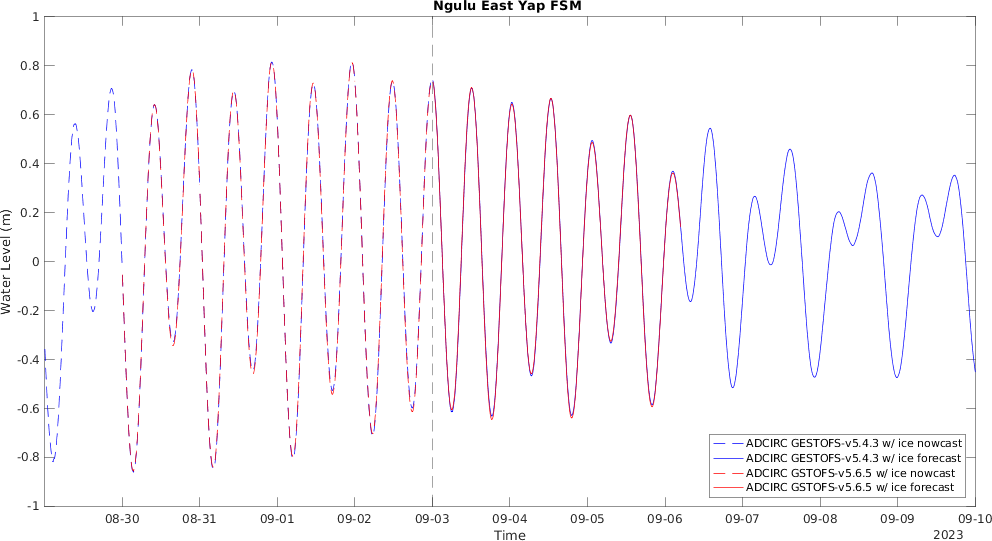 Ngulu East Yap FSM
1
0.8
0.6
0.4
0.2
0
-0.2
-0.4
-0.6
-0.8
-1
Water Level (m)
08-30 08-31 09-01 09-02 09-03 09-04 09-05 09-06 09-07 09-08 09-09 09-10
Time
2023
ADCIRC GESTOFS-v5.4.3 w/ ice nowcast
ADCIRC GESTOFS-v5.4.3 w/ ice forecast
ADCIRC GSTOFS-v5.6.5 w/ ice nowcast
ADCIRC GSTOFS-v5.6.5 w/ ice forecast